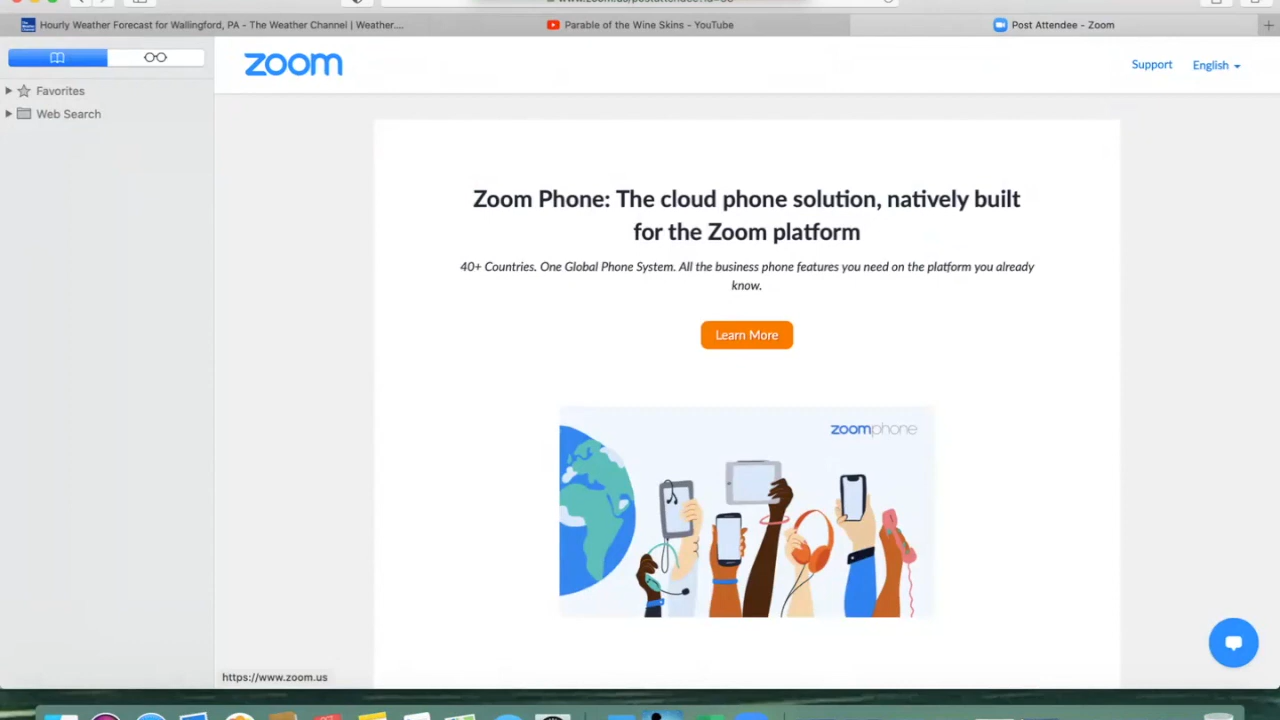 Hourly Weather Forecast for Wallingford, PA - The Weather Channel | Weather....
Parable of the Wine Skins - YouTube
Post Attendee - Zoom
Favorites
Web Search
zoom
Support
English
Zoom Phone: The cloud phone solution, natively built
for the Zoom platform
40+ Countries. One Global Phone System. All the business phone features you need on the platform you already
know.
Learn More
zoomphone
https://www.zoom.us